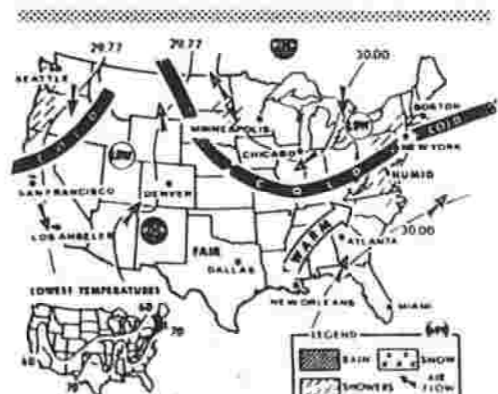 29.77
29.77
30.00
SEATTLE
COLD
MINNEAPOLIS
BOSTON
COLD
LOW
CHICAGO
NEW YORK
SAN FRANCISCO
DENVER
COLD
HUMID
LOS ANGELES
FAIR
WARM
30.00
ATLANTA
DALLAS
LOWEST TEMPERATURES
NEW ORLEANS
MIAMI
60
70
60
70
LEGEND
RAIN
SNOW
SHOWERS
AIR
FLOW